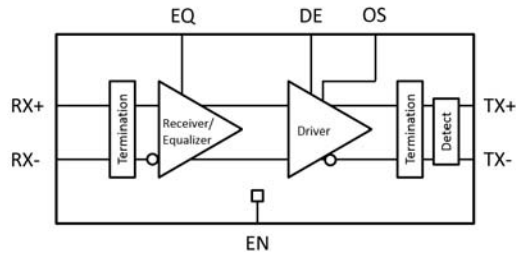 EQ
DE
OS
RX+
RX-
Termination
Receiver/
Equalizer
Driver
Termination
Detect
TX+
TX-
EN